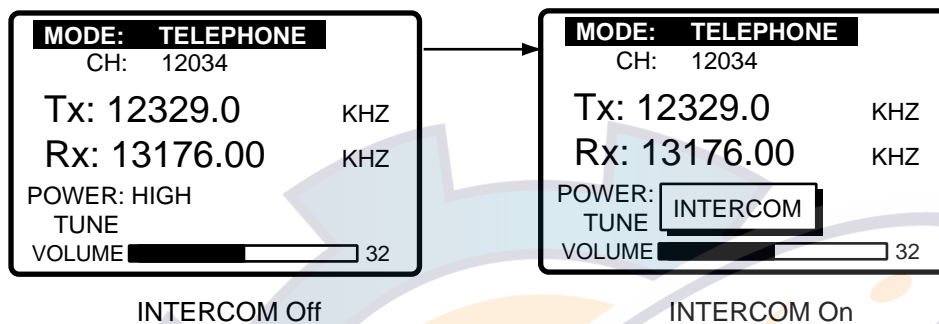 MODE: TELEPHONE
CH: 12034
Tx: 12329.0 KHZ
Rx: 13176.00 KHZ
POWER: HIGH
TUNE
VOLUME 32
INTERCOM Off
MODE: TELEPHONE
CH: 12034
Tx: 12329.0 KHZ
Rx: 13176.00 KHZ
POWER:
TUNE
INTERCOM
VOLUME 32
INTERCOM On